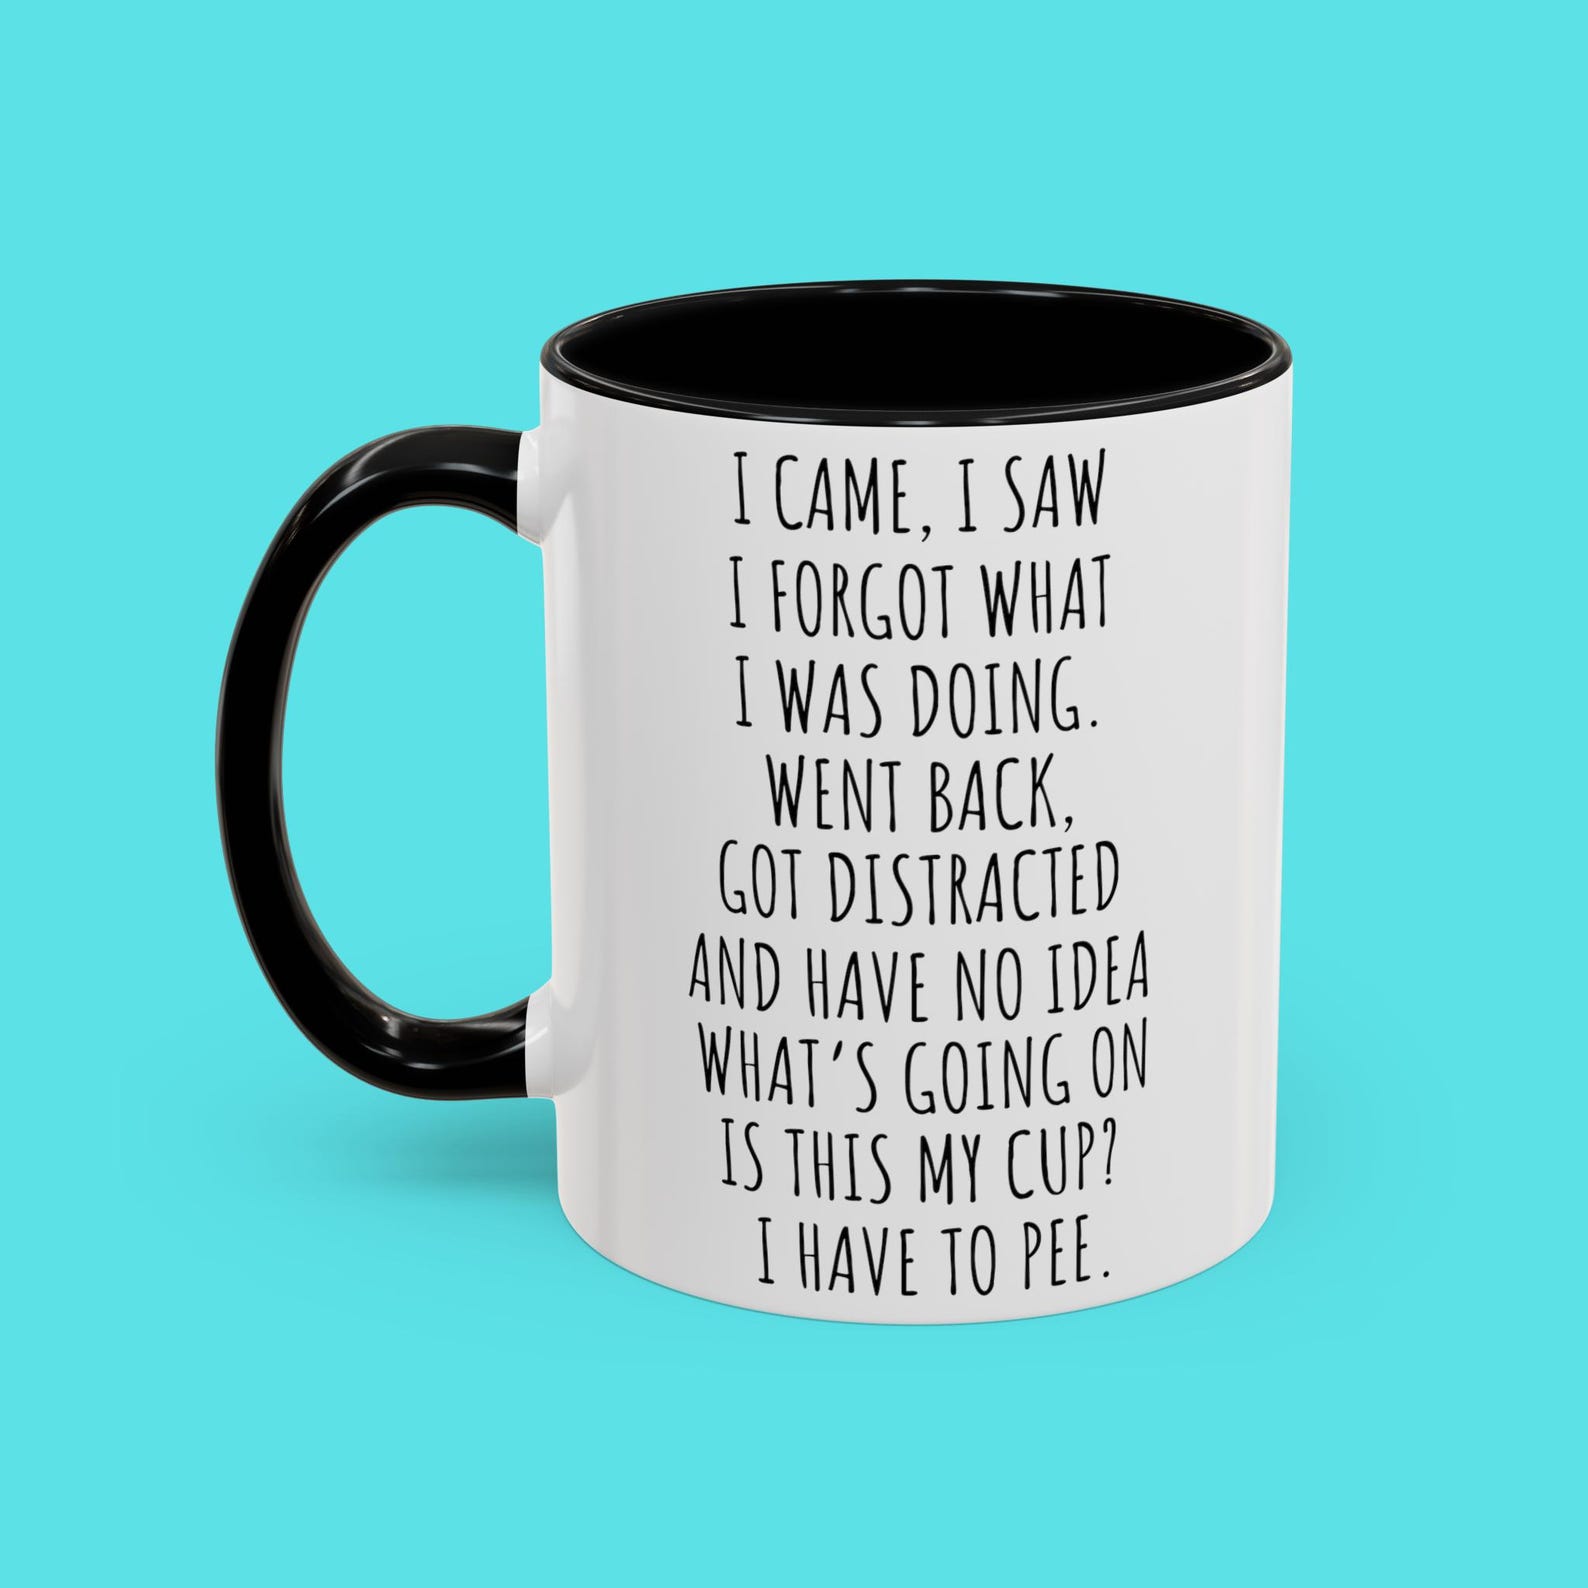 I CAME, I SAW
I FORGOT WHAT
I WAS DOING.
WENT BACK,
GOT DISTRACTED
AND HAVE NO IDEA
WHAT'S GOING ON
IS THIS MY CUP?
I HAVE TO PEE.